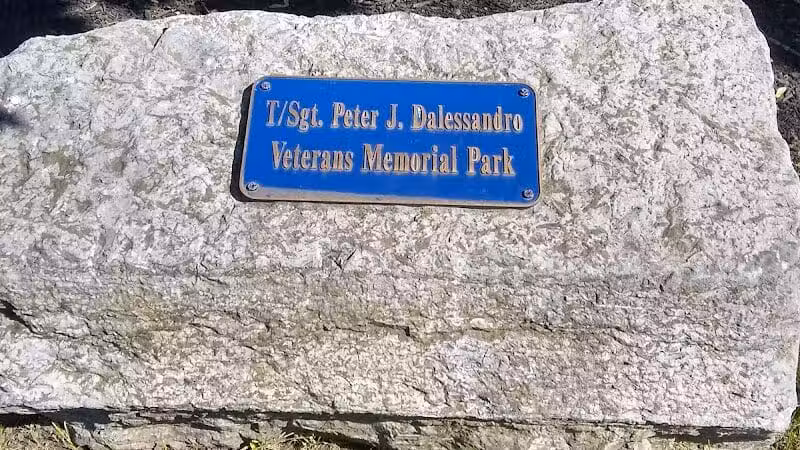 T/Sgt. Peter J. Dalessandro
Veterans Memorial Park